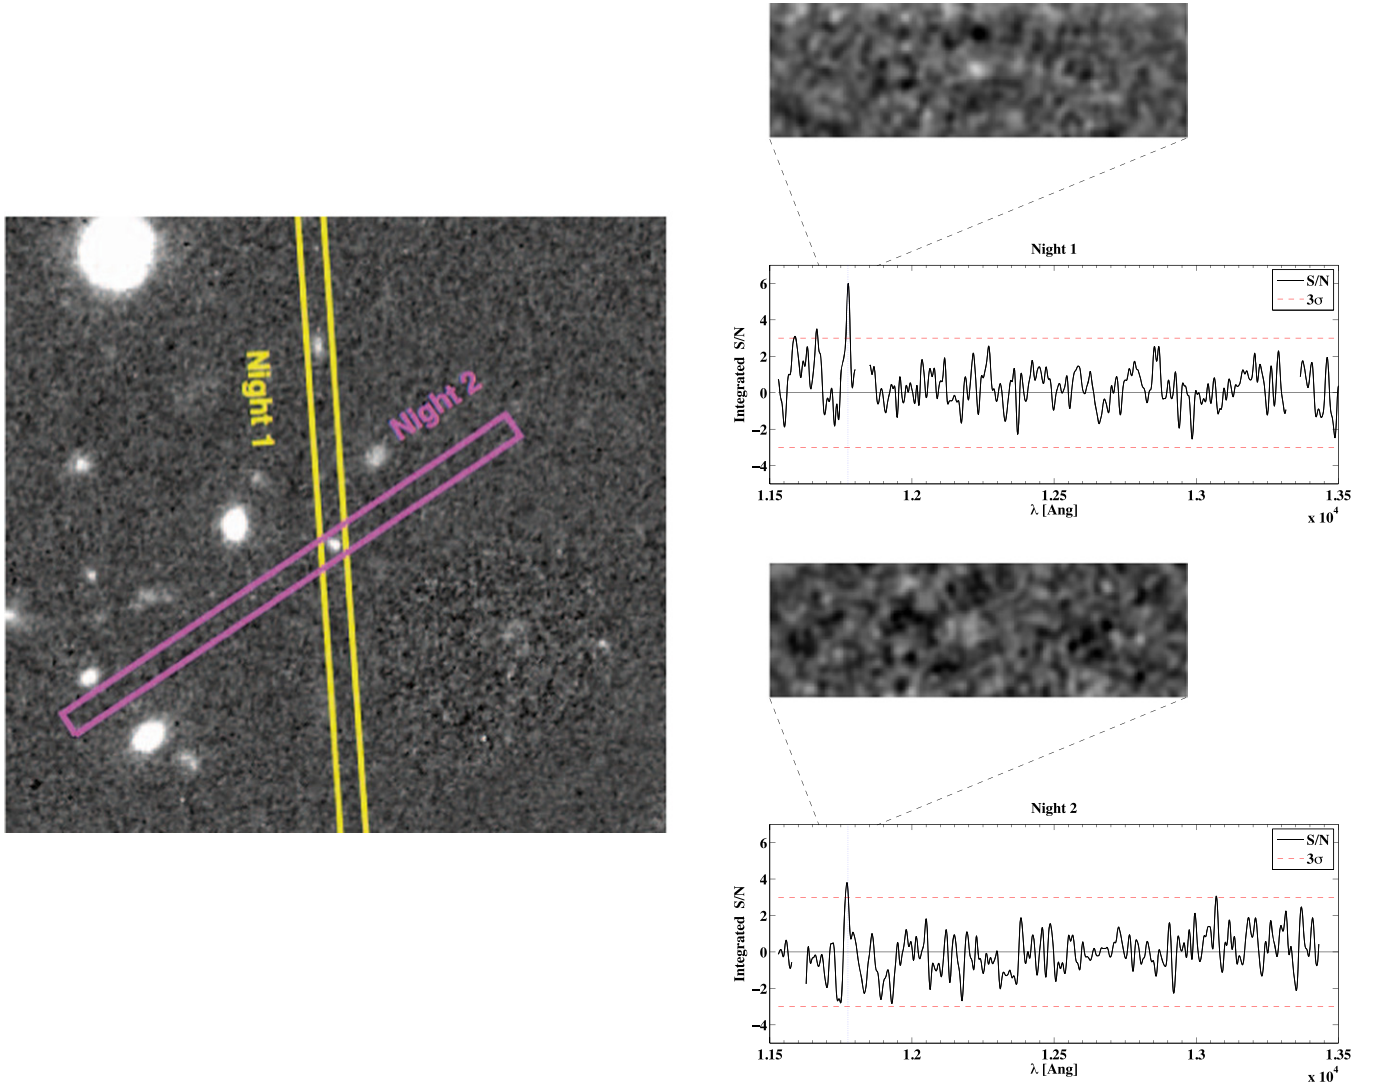 Night 1
Night 2
Night 1
Integrated S/N
6
4
2
0
−2
−4
S/N
3σ
1.15
1.2
1.25
1.3
1.35
λ [Ang]
x 10⁴
Night 2
Integrated S/N
6
4
2
0
−2
−4
S/N
3σ
1.15
1.2
1.25
1.3
1.35
λ [Ang]
x 10⁴